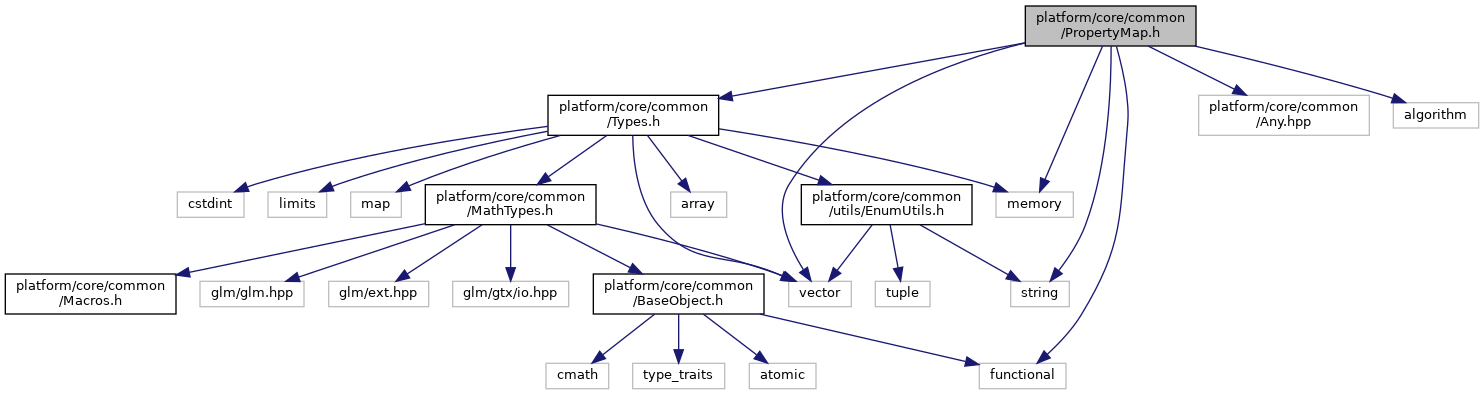 platform/core/common
/PropertyMap.h
platform/core/common
/Types.h
platform/core/common
/Any.hpp
algorithm
cstdint
limits
map
platform/core/common
/MathTypes.h
array
platform/core/common
/utils/EnumUtils.h
memory
platform/core/common
/Macros.h
glm/glm.hpp
glm/ext.hpp
glm/gtx/io.hpp
platform/core/common
/BaseObject.h
vector
tuple
string
cmath
type_traits
atomic
functional